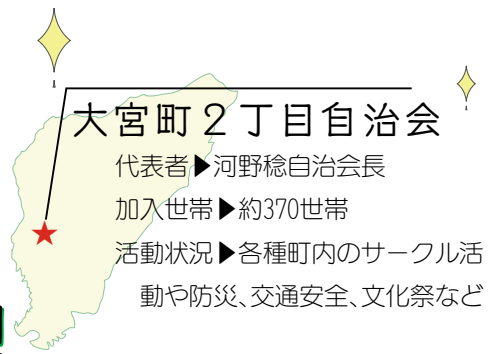 大宮町２丁目自治会
代表者▶河野稔自治会長
加入世帯▶約370世帯
活動状況▶各種町内のサークル活
動や防災、交通安全、文化祭など